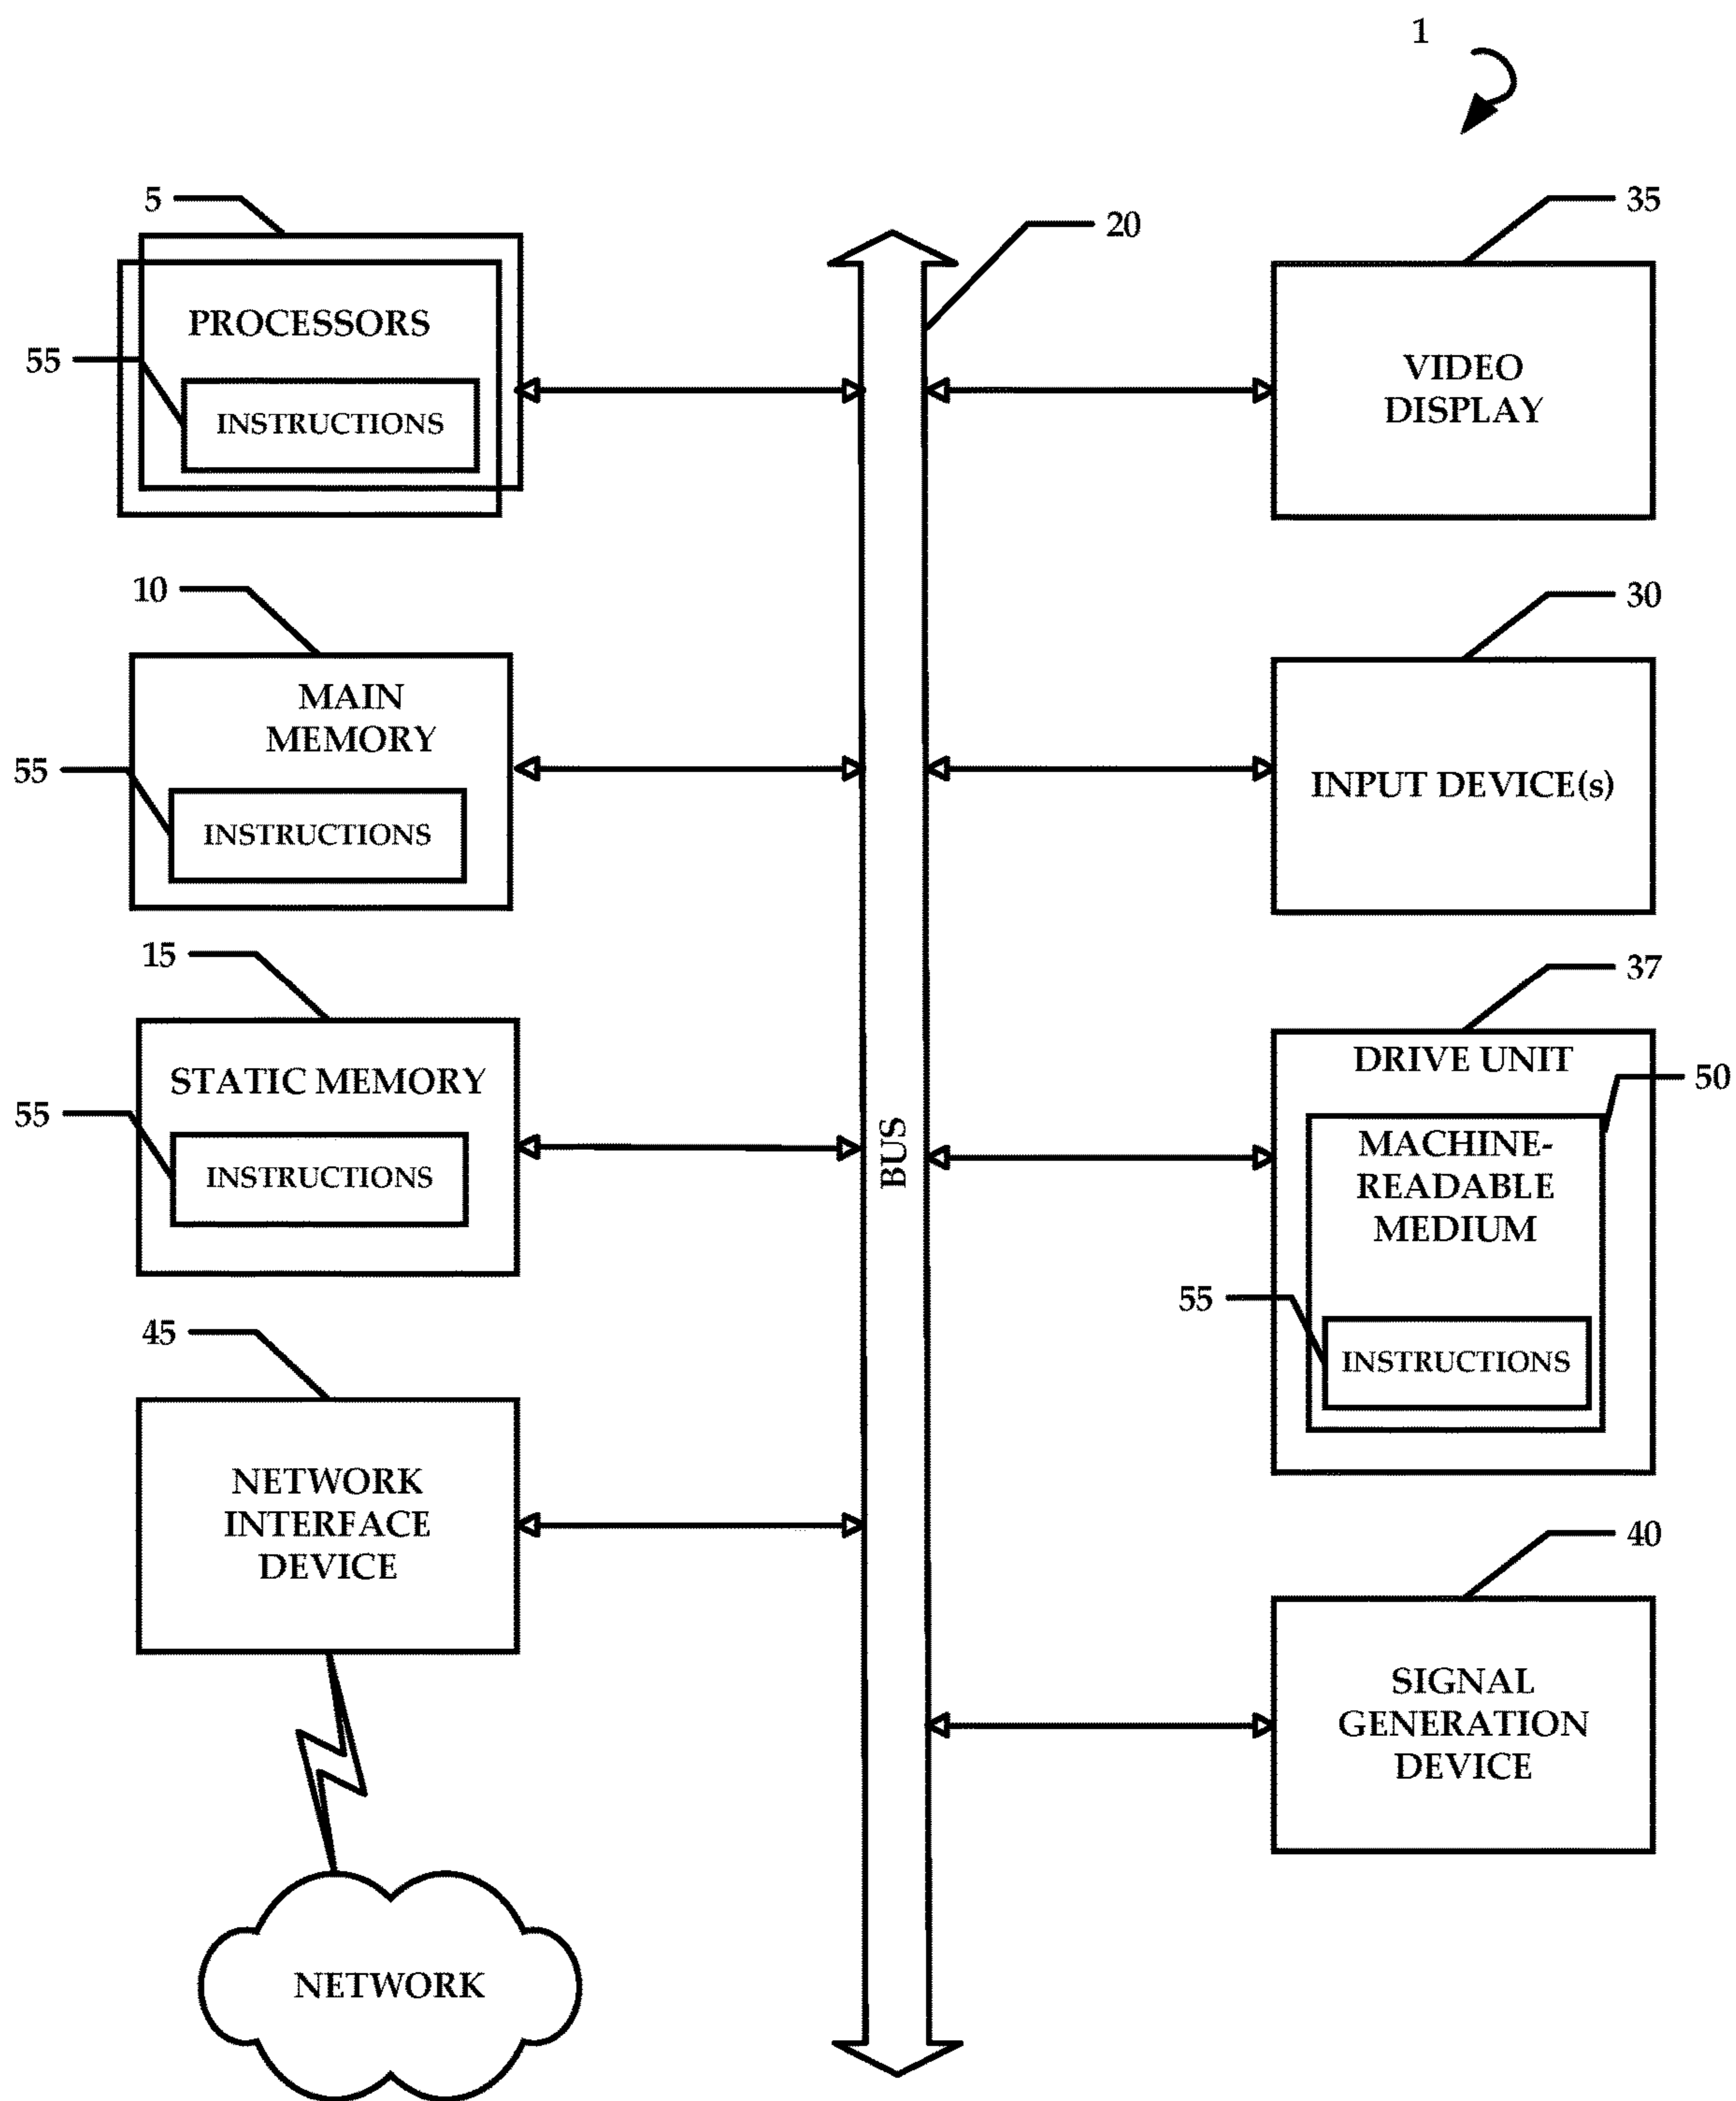 1
5
PROCESSORS
55
INSTRUCTIONS
10
MAIN
MEMORY
55
INSTRUCTIONS
15
STATIC MEMORY
55
INSTRUCTIONS
45
NETWORK
INTERFACE
DEVICE
NETWORK
20
BUS
35
VIDEO
DISPLAY
30
INPUT DEVICE(s)
37
DRIVE UNIT
50
MACHINE-
READABLE
MEDIUM
55
INSTRUCTIONS
40
SIGNAL
GENERATION
DEVICE